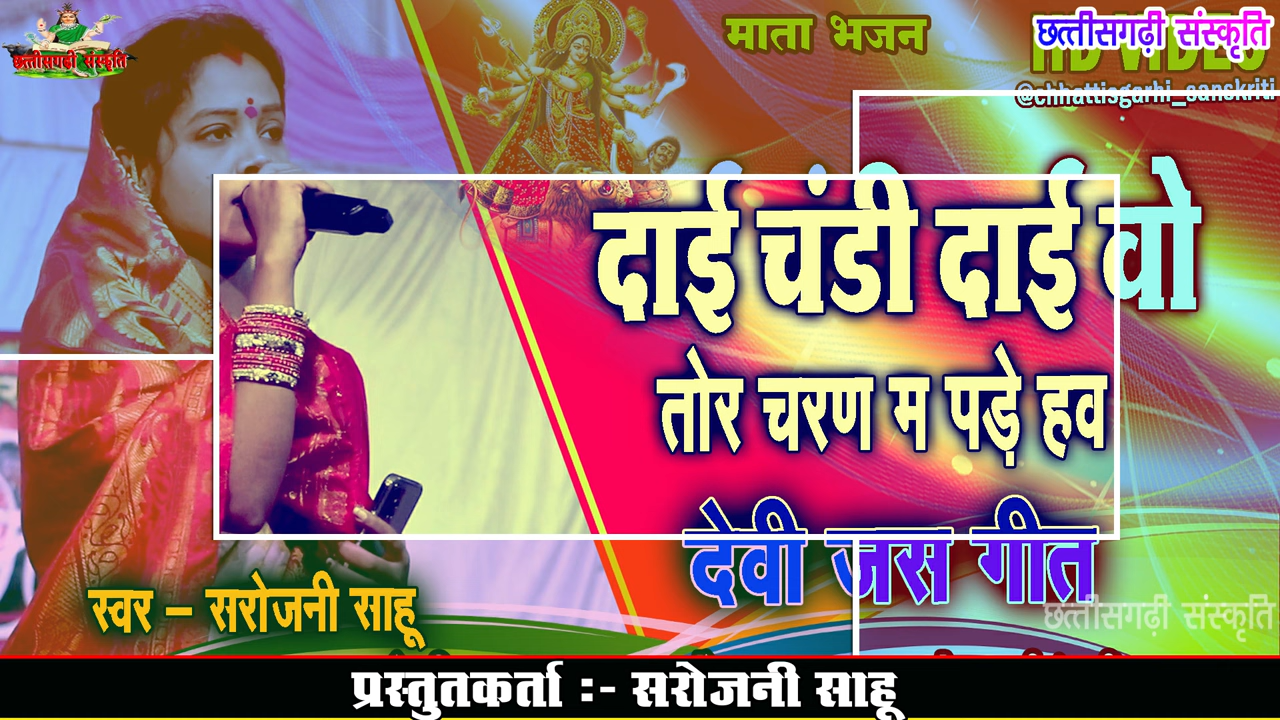 छत्तीसगढ़ी संस्कृति
माता भजन
छत्तीसगढ़ी संस्कृति
HD VIDEO
@chhattisgarhi_sanskriti
दाई चंडी दाई वो
तोर चरण म पड़े हव
देवी जस गीत
छत्तीसगढ़ी संस्कृति
स्वर – सरोजनी साहू
प्रस्तुतकर्ता :- सरोजनी साहू